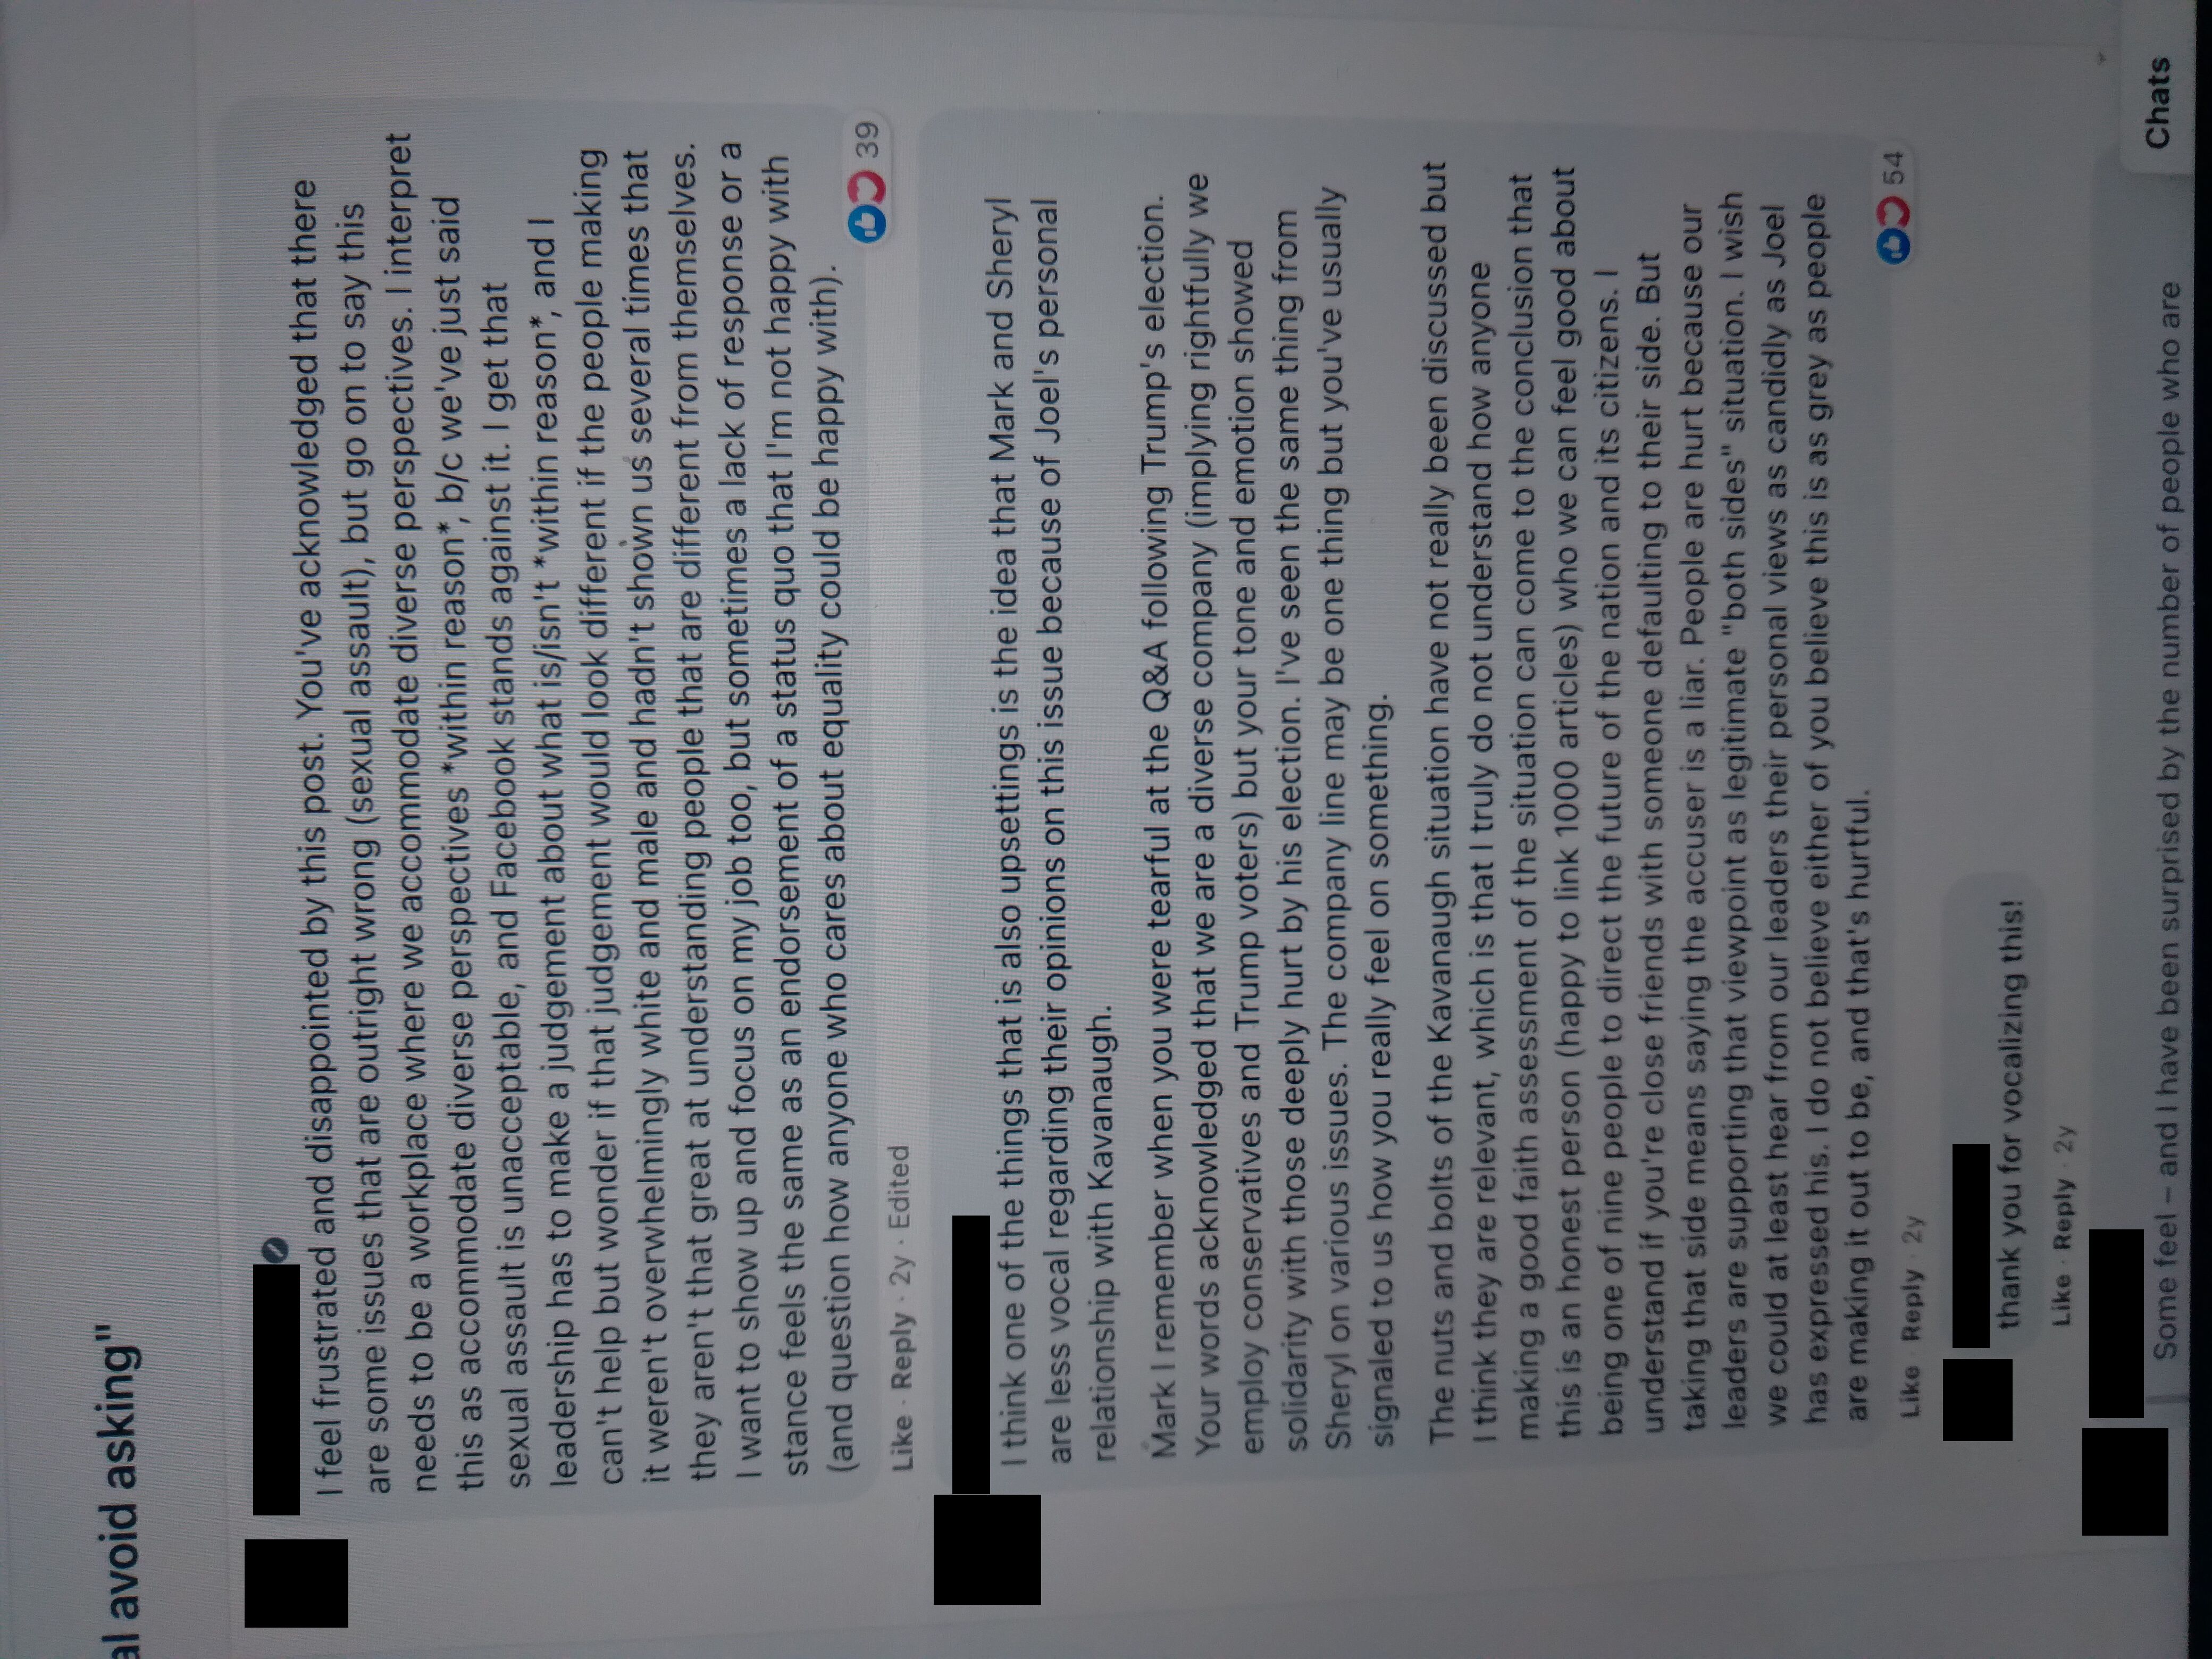 al avoid asking"
I feel frustrated and disappointed by this post. You've acknowledged that there
are some issues that are outright wrong (sexual assault), but go on to say this
needs to be a workplace where we accommodate diverse perspectives. I interpret
this as accommodate diverse perspectives *within reason*, b/c we've just said
sexual assault is unacceptable, and Facebook stands against it. I get that
leadership has to make a judgement about what is/isn't *within reason*, and I
can't help but wonder if that judgement would look different if the people making
it weren't overwhelmingly white and male and hadn't shown us several times that
they aren't that great at understanding people that are different from themselves.
I want to show up and focus on my job too, but sometimes a lack of response or a
stance feels the same as an endorsement of a status quo that I'm not happy with
(and question how anyone who cares about equality could be happy with).
39
Like · Reply · 2y · Edited
I think one of the things that is also upsettings is the idea that Mark and Sheryl
are less vocal regarding their opinions on this issue because of Joel's personal
relationship with Kavanaugh.
Mark I remember when you were tearful at the Q&A following Trump's election.
Your words acknowledged that we are a diverse company (implying rightfully we
employ conservatives and Trump voters) but your tone and emotion showed
solidarity with those deeply hurt by his election. I've seen the same thing from
Sheryl on various issues. The company line may be one thing but you've usually
signaled to us how you really feel on something.
The nuts and bolts of the Kavanaugh situation have not really been discussed but
I think they are relevant, which is that I truly do not understand how anyone
making a good faith assessment of the situation can come to the conclusion that
this is an honest person (happy to link 1000 articles) who we can feel good about
being one of nine people to direct the future of the nation and its citizens. I
understand if you're close friends with someone defaulting to their side. But
taking that side means saying the accuser is a liar. People are hurt because our
leaders are supporting that viewpoint as legitimate "both sides" situation. I wish
we could at least hear from our leaders their personal views as candidly as Joel
has expressed his. I do not believe either of you believe this is as grey as people
are making it out to be, and that's hurtful.
54
Like · Reply · 2y
thank you for vocalizing this!
Like · Reply · 2y
Some feel – and I have been surprised by the number of people who are
Chats